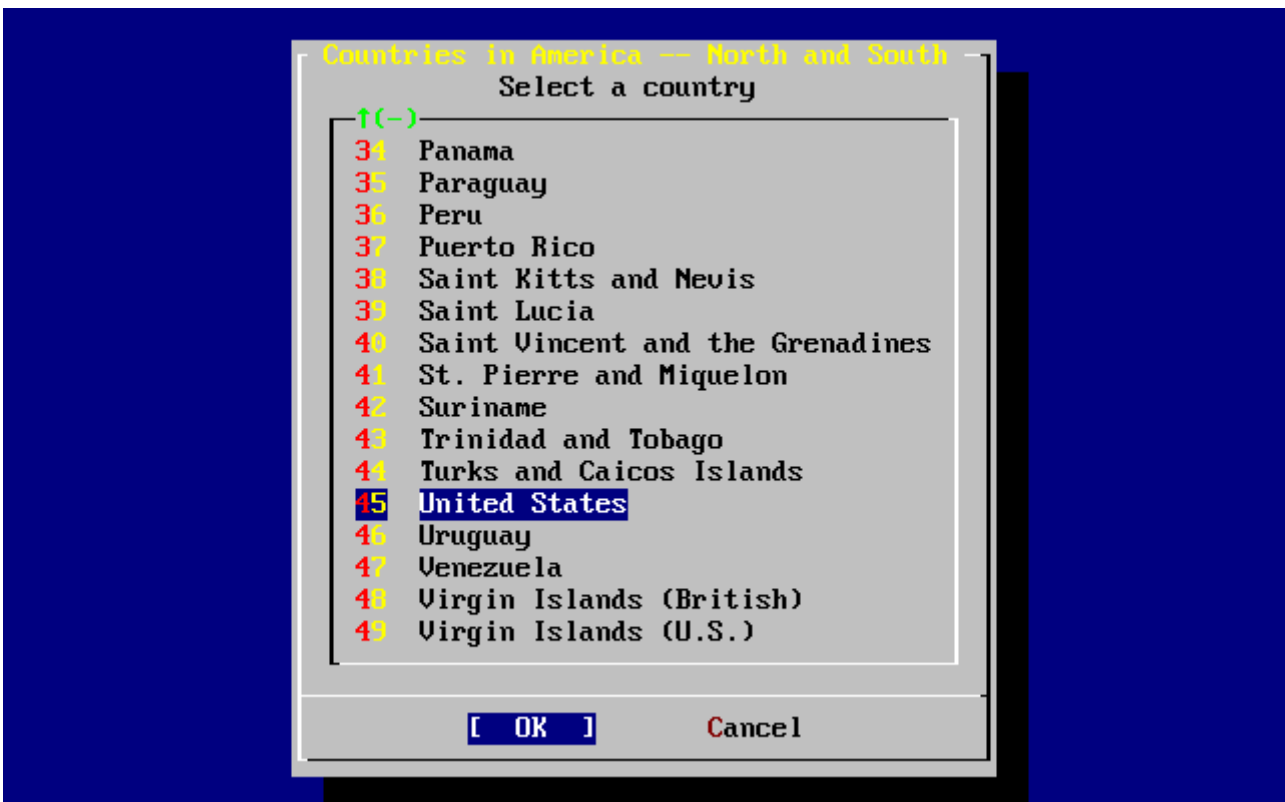 Countries in America -- North and South
Select a country
↑(-)
34 Panama
35 Paraguay
36 Peru
37 Puerto Rico
38 Saint Kitts and Nevis
39 Saint Lucia
40 Saint Vincent and the Grenadines
41 St. Pierre and Miquelon
42 Suriname
43 Trinidad and Tobago
44 Turks and Caicos Islands
45 United States
46 Uruguay
47 Venezuela
48 Virgin Islands (British)
49 Virgin Islands (U.S.)
[ OK ] Cancel